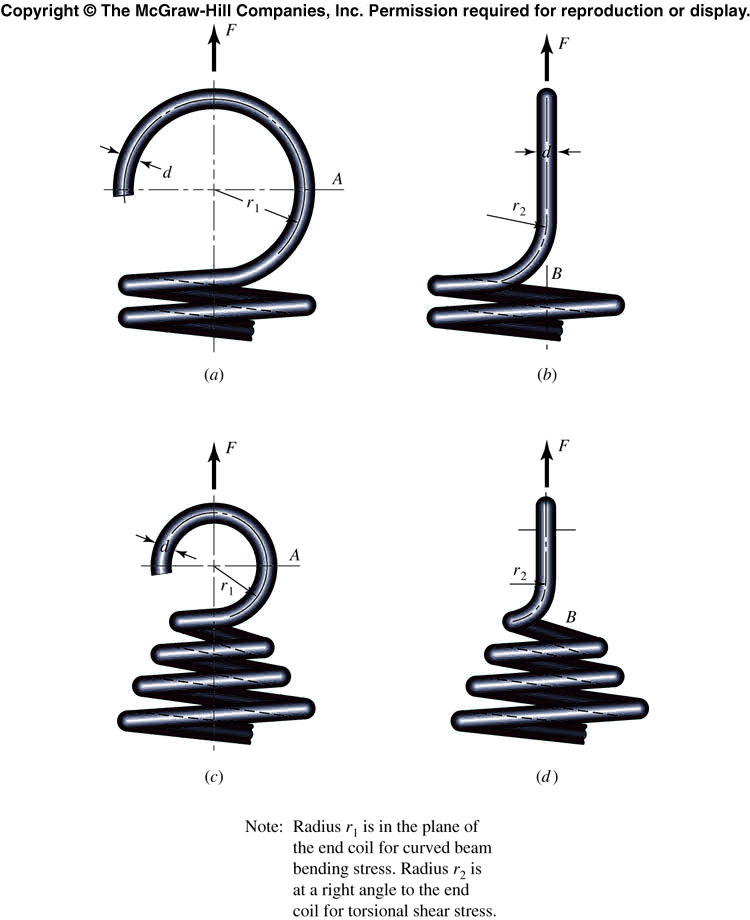 Copyright © The McGraw-Hill Companies, Inc. Permission required for reproduction or display.
F
d
A
r1
(a)
F
d
r2
B
(b)
F
d
A
r1
(c)
F
r2
B
(d)
Note: Radius r1 is in the plane of
the end coil for curved beam
bending stress. Radius r2 is
at a right angle to the end
coil for torsional shear stress.